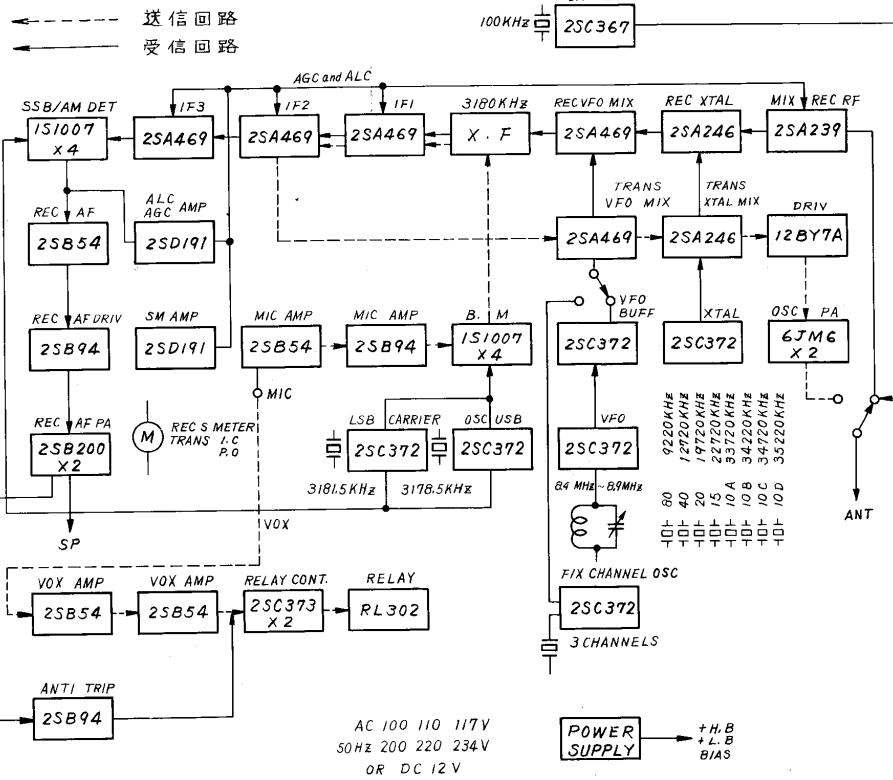 送信回路
受信回路
100KHz
2SC367
AGC and ALC
SSB/AM DET
1S1007
X4
IF3
2SA469
IF2
2SA469
IF1
2SA469
3180KHz
X.F
REC VFO MIX
2SA469
REC XTAL
2SA246
MIX REC RF
2SA239
REC AF
2SB54
ALC
AGC AMP
2SD191
TRANS
VFO MIX
2SA469
TRANS
XTAL MIX
2SA246
DRIV
12BY7A
REC AF DRIV
2SB94
SM AMP
2SD191
MIC AMP
2SB54
MIC AMP
2SB94
B. M
1S1007
X4
VFO
BUFF
2SC372
XTAL
2SC372
OSC PA
6JM6
X2
MIC
REC AF PA
2SB200
X2
M
REC S METER
TRANS I.C
P.O
LSB CARRIER OSC USB
2SC372
2SC372
3181.5KHz
3178.5KHz
VFO
2SC372
8.4 MHz~8.9MHz
80 9220KHz
40 12720KHz
20 19720KHz
15 22720KHz
10A 33720KHz
10B 34220KHz
10C 34720KHz
10D 35220KHz
ANT
SP
VOX
VOX AMP
2SB54
VOX AMP
2SB54
RELAY CONT.
2SC373
X2
RELAY
RL302
FIX CHANNEL OSC
2SC372
3 CHANNELS
ANTI TRIP
2SB94
AC 100 110 117V
50Hz 200 220 234V
OR DC 12V
POWER
SUPPLY
+H.B
+L.B
BIAS